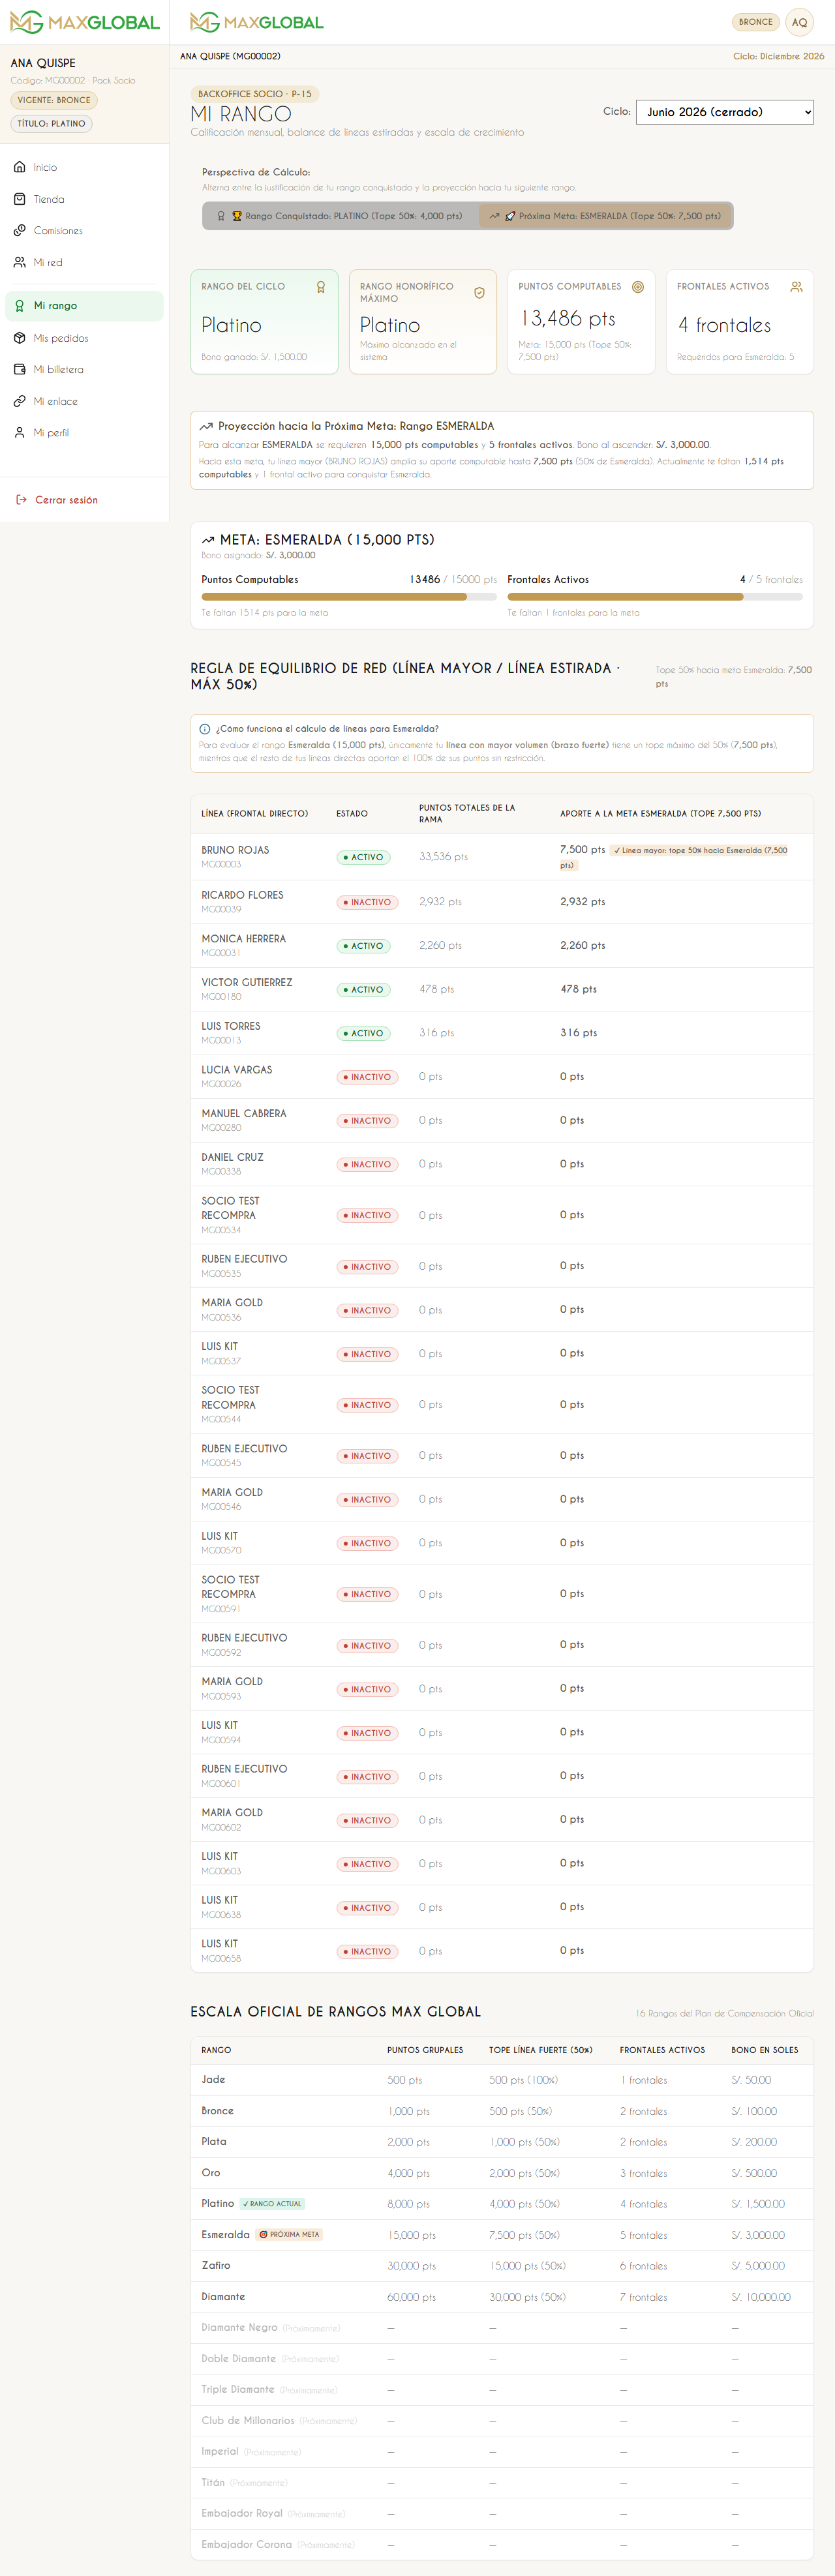 MAXGLOBAL
ANA QUISPE
Código: MG00002 · Pack Socio
VIGENTE: BRONCE
TÍTULO: PLATINO
Inicio
Tienda
Comisiones
Mi red
Mi rango
Mis pedidos
Mi billetera
Mi enlace
Mi perfil
Cerrar sesión
MAXGLOBAL
BRONCE AQ
ANA QUISPE (MG00002) Ciclo: Diciembre 2026
BACKOFFICE SOCIO · P-15
MI RANGO
Calificación mensual, balance de líneas estiradas y escala de crecimiento
Ciclo: Junio 2026 (cerrado)
Perspectiva de Cálculo:
Alterna entre la justificación de tu rango conquistado y la proyección hacia tu siguiente rango.
🏆 Rango Conquistado: PLATINO (Tope 50%: 4,000 pts) 🚀 Próxima Meta: ESMERALDA (Tope 50%: 7,500 pts)
RANGO DEL CICLO
Platino
Bono ganado: S/. 1,500.00
RANGO HONORÍFICO
MÁXIMO
Platino
Máximo alcanzado en el
sistema
PUNTOS COMPUTABLES
13,486 pts
Meta: 15,000 pts (Tope 50%:
7,500 pts)
FRONTALES ACTIVOS
4 frontales
Requeridos para Esmeralda: 5
Proyección hacia la Próxima Meta: Rango ESMERALDA
Para alcanzar ESMERALDA se requieren 15,000 pts computables y 5 frontales activos. Bono al ascender: S/. 3,000.00.
Hacia esta meta, tu línea mayor (BRUNO ROJAS) amplía su aporte computable hasta 7,500 pts (50% de Esmeralda). Actualmente te faltan 1,514 pts
computables y 1 frontal activo para conquistar Esmeralda.
META: ESMERALDA (15,000 PTS)
Bono asignado: S/. 3,000.00
Puntos Computables 13486 / 15000 pts
Te faltan 1514 pts para la meta
Frontales Activos 4 / 5 frontales
Te faltan 1 frontales para la meta
REGLA DE EQUILIBRIO DE RED (LÍNEA MAYOR / LÍNEA ESTIRADA ·
MÁX 50%)
Tope 50% hacia meta Esmeralda: 7,500
pts
¿Cómo funciona el cálculo de líneas para Esmeralda?
Para evaluar el rango Esmeralda (15,000 pts), únicamente tu línea con mayor volumen (brazo fuerte) tiene un tope máximo del 50% (7,500 pts),
mientras que el resto de tus líneas directas aportan el 100% de sus puntos sin restricción.
LÍNEA (FRONTAL DIRECTO) ESTADO PUNTOS TOTALES DE LA RAMA APORTE A LA META ESMERALDA (TOPE 7,500 PTS)
BRUNO ROJAS
MG00003
ACTIVO 33,536 pts 7,500 pts ✓ Línea mayor: tope 50% hacia Esmeralda (7,500
pts)
RICARDO FLORES
MG00039
INACTIVO 2,932 pts 2,932 pts
MONICA HERRERA
MG00031
ACTIVO 2,260 pts 2,260 pts
VICTOR GUTIERREZ
MG00180
ACTIVO 478 pts 478 pts
LUIS TORRES
MG00013
ACTIVO 316 pts 316 pts
LUCIA VARGAS
MG00026
INACTIVO 0 pts 0 pts
MANUEL CABRERA
MG00280
INACTIVO 0 pts 0 pts
DANIEL CRUZ
MG00338
INACTIVO 0 pts 0 pts
SOCIO TEST
RECOMPRA
MG00534
INACTIVO 0 pts 0 pts
RUBEN EJECUTIVO
MG00535
INACTIVO 0 pts 0 pts
MARIA GOLD
MG00536
INACTIVO 0 pts 0 pts
LUIS KIT
MG00537
INACTIVO 0 pts 0 pts
SOCIO TEST
RECOMPRA
MG00544
INACTIVO 0 pts 0 pts
RUBEN EJECUTIVO
MG00545
INACTIVO 0 pts 0 pts
MARIA GOLD
MG00546
INACTIVO 0 pts 0 pts
LUIS KIT
MG00570
INACTIVO 0 pts 0 pts
SOCIO TEST
RECOMPRA
MG00591
INACTIVO 0 pts 0 pts
RUBEN EJECUTIVO
MG00592
INACTIVO 0 pts 0 pts
MARIA GOLD
MG00593
INACTIVO 0 pts 0 pts
LUIS KIT
MG00594
INACTIVO 0 pts 0 pts
RUBEN EJECUTIVO
MG00601
INACTIVO 0 pts 0 pts
MARIA GOLD
MG00602
INACTIVO 0 pts 0 pts
LUIS KIT
MG00603
INACTIVO 0 pts 0 pts
LUIS KIT
MG00638
INACTIVO 0 pts 0 pts
LUIS KIT
MG00658
INACTIVO 0 pts 0 pts
ESCALA OFICIAL DE RANGOS MAX GLOBAL 16 Rangos del Plan de Compensación Oficial
RANGO PUNTOS GRUPALES TOPE LÍNEA FUERTE (50%) FRONTALES ACTIVOS BONO EN SOLES
Jade 500 pts 500 pts (100%) 1 frontales S/. 50.00
Bronce 1,000 pts 500 pts (50%) 2 frontales S/. 100.00
Plata 2,000 pts 1,000 pts (50%) 2 frontales S/. 200.00
Oro 4,000 pts 2,000 pts (50%) 3 frontales S/. 500.00
Platino ✓ RANGO ACTUAL 8,000 pts 4,000 pts (50%) 4 frontales S/. 1,500.00
Esmeralda 🎯 PRÓXIMA META 15,000 pts 7,500 pts (50%) 5 frontales S/. 3,000.00
Zafiro 30,000 pts 15,000 pts (50%) 6 frontales S/. 5,000.00
Diamante 60,000 pts 30,000 pts (50%) 7 frontales S/. 10,000.00
Diamante Negro (Próximamente) — — — —
Doble Diamante (Próximamente) — — — —
Triple Diamante (Próximamente) — — — —
Club de Millonarios (Próximamente) — — — —
Imperial (Próximamente) — — — —
Titán (Próximamente) — — — —
Embajador Royal (Próximamente) — — — —
Embajador Corona (Próximamente) — — — —